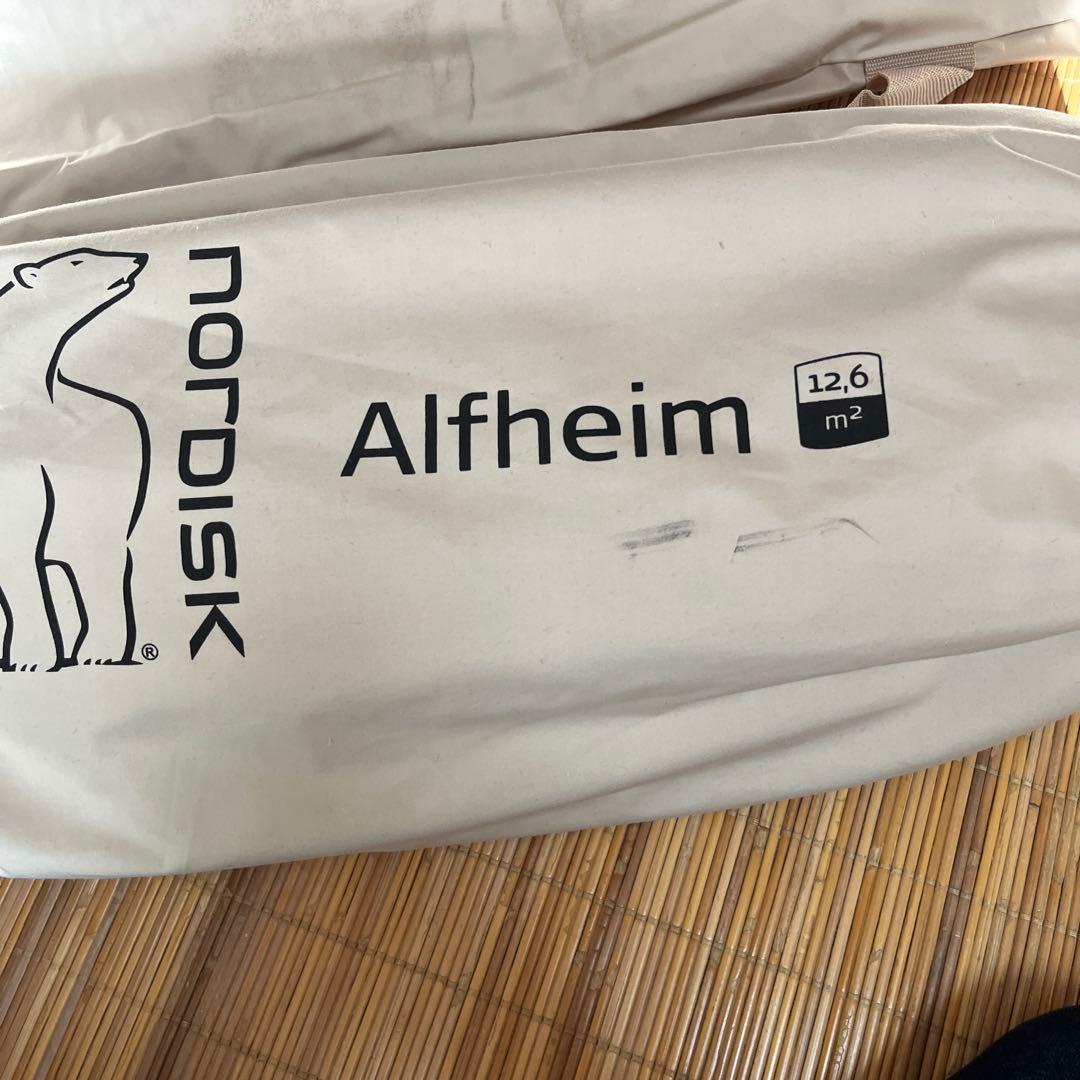 norDISK
®
Alfheim
12,6
m²